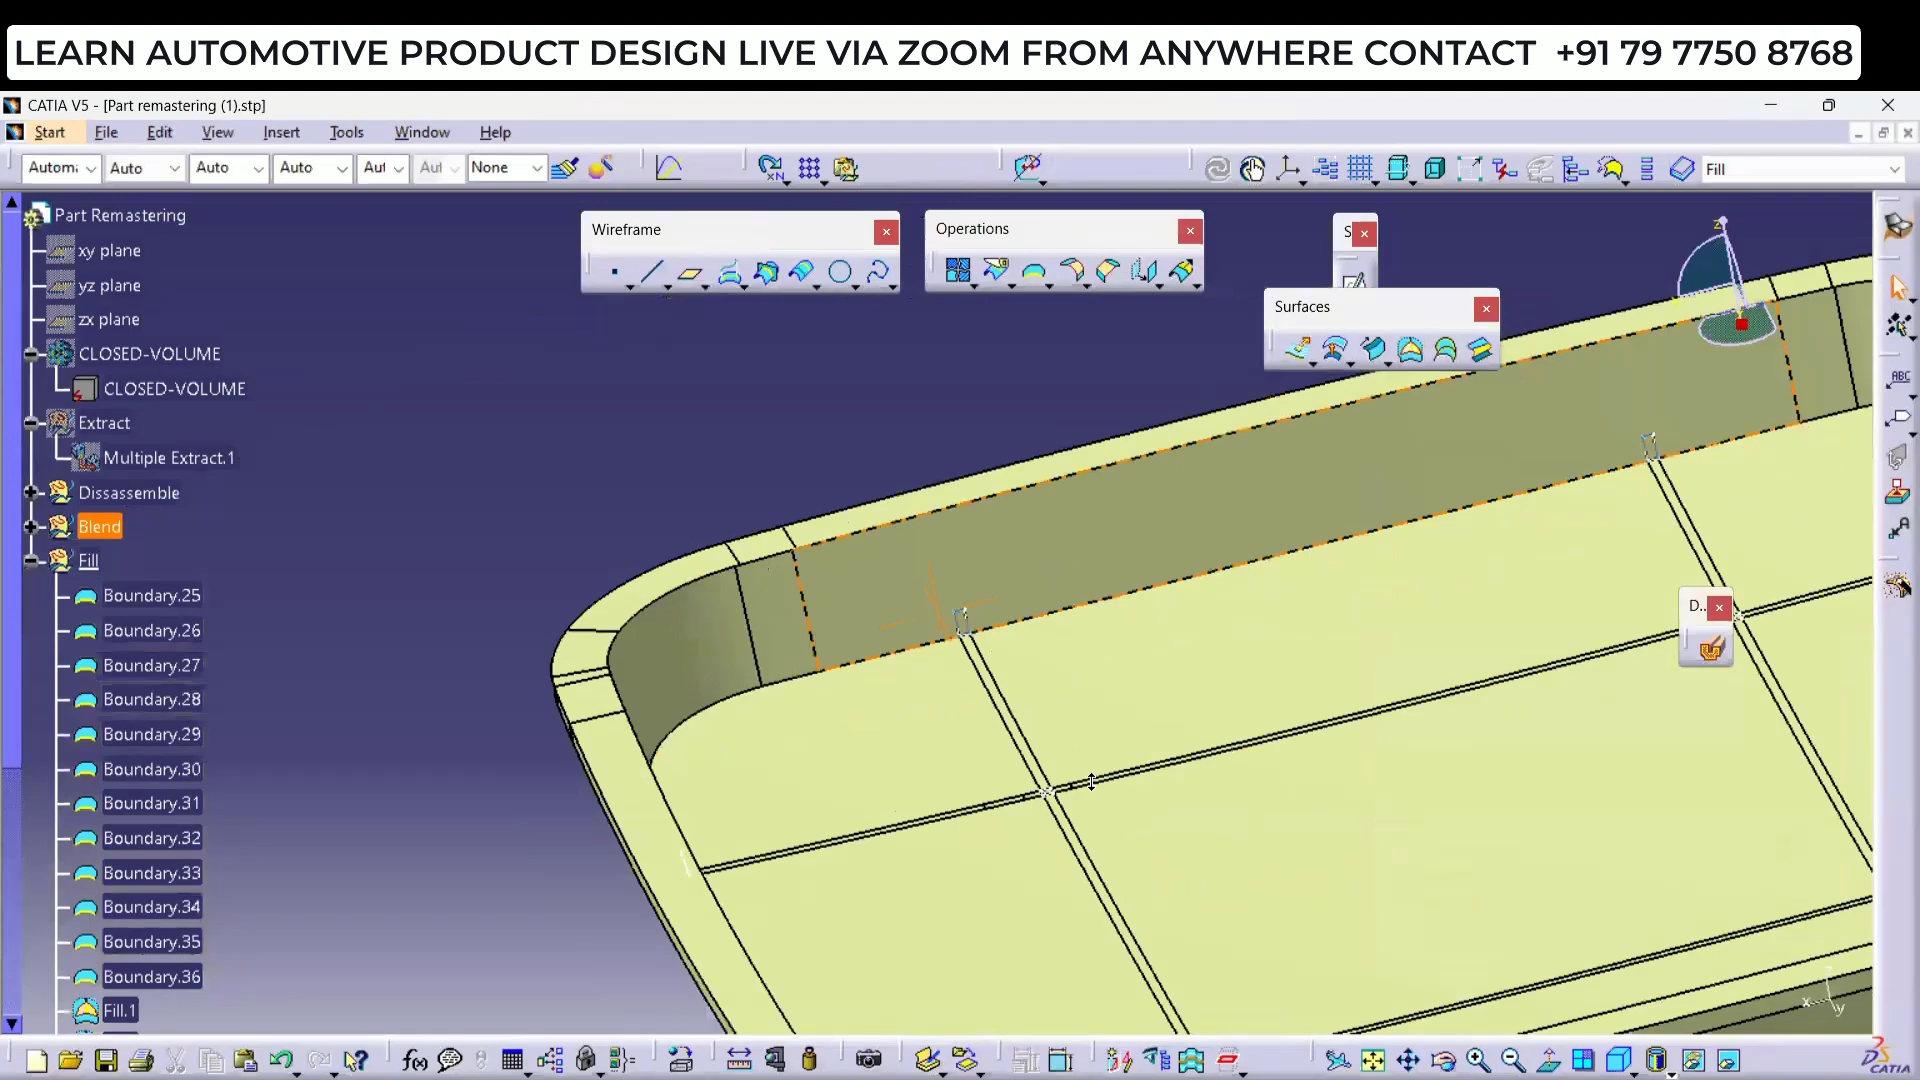 LEARN AUTOMOTIVE PRODUCT DESIGN LIVE VIA ZOOM FROM ANYWHERE CONTACT +91 79 7750 8768
CATIA V5 - [Part remastering (1).stp]
Start File Edit View Insert Tools Window Help
Automa Auto Auto Auto Aut Aut None Fill
Part Remastering
xy plane
yz plane
zx plane
CLOSED-VOLUME
CLOSED-VOLUME
Extract
Multiple Extract.1
Dissassemble
Blend
Fill
Boundary.25
Boundary.26
Boundary.27
Boundary.28
Boundary.29
Boundary.30
Boundary.31
Boundary.32
Boundary.33
Boundary.34
Boundary.35
Boundary.36
Fill.1
Wireframe
Operations
S
Surfaces
D..
ABC
z
x
y
f(x)
CATIA